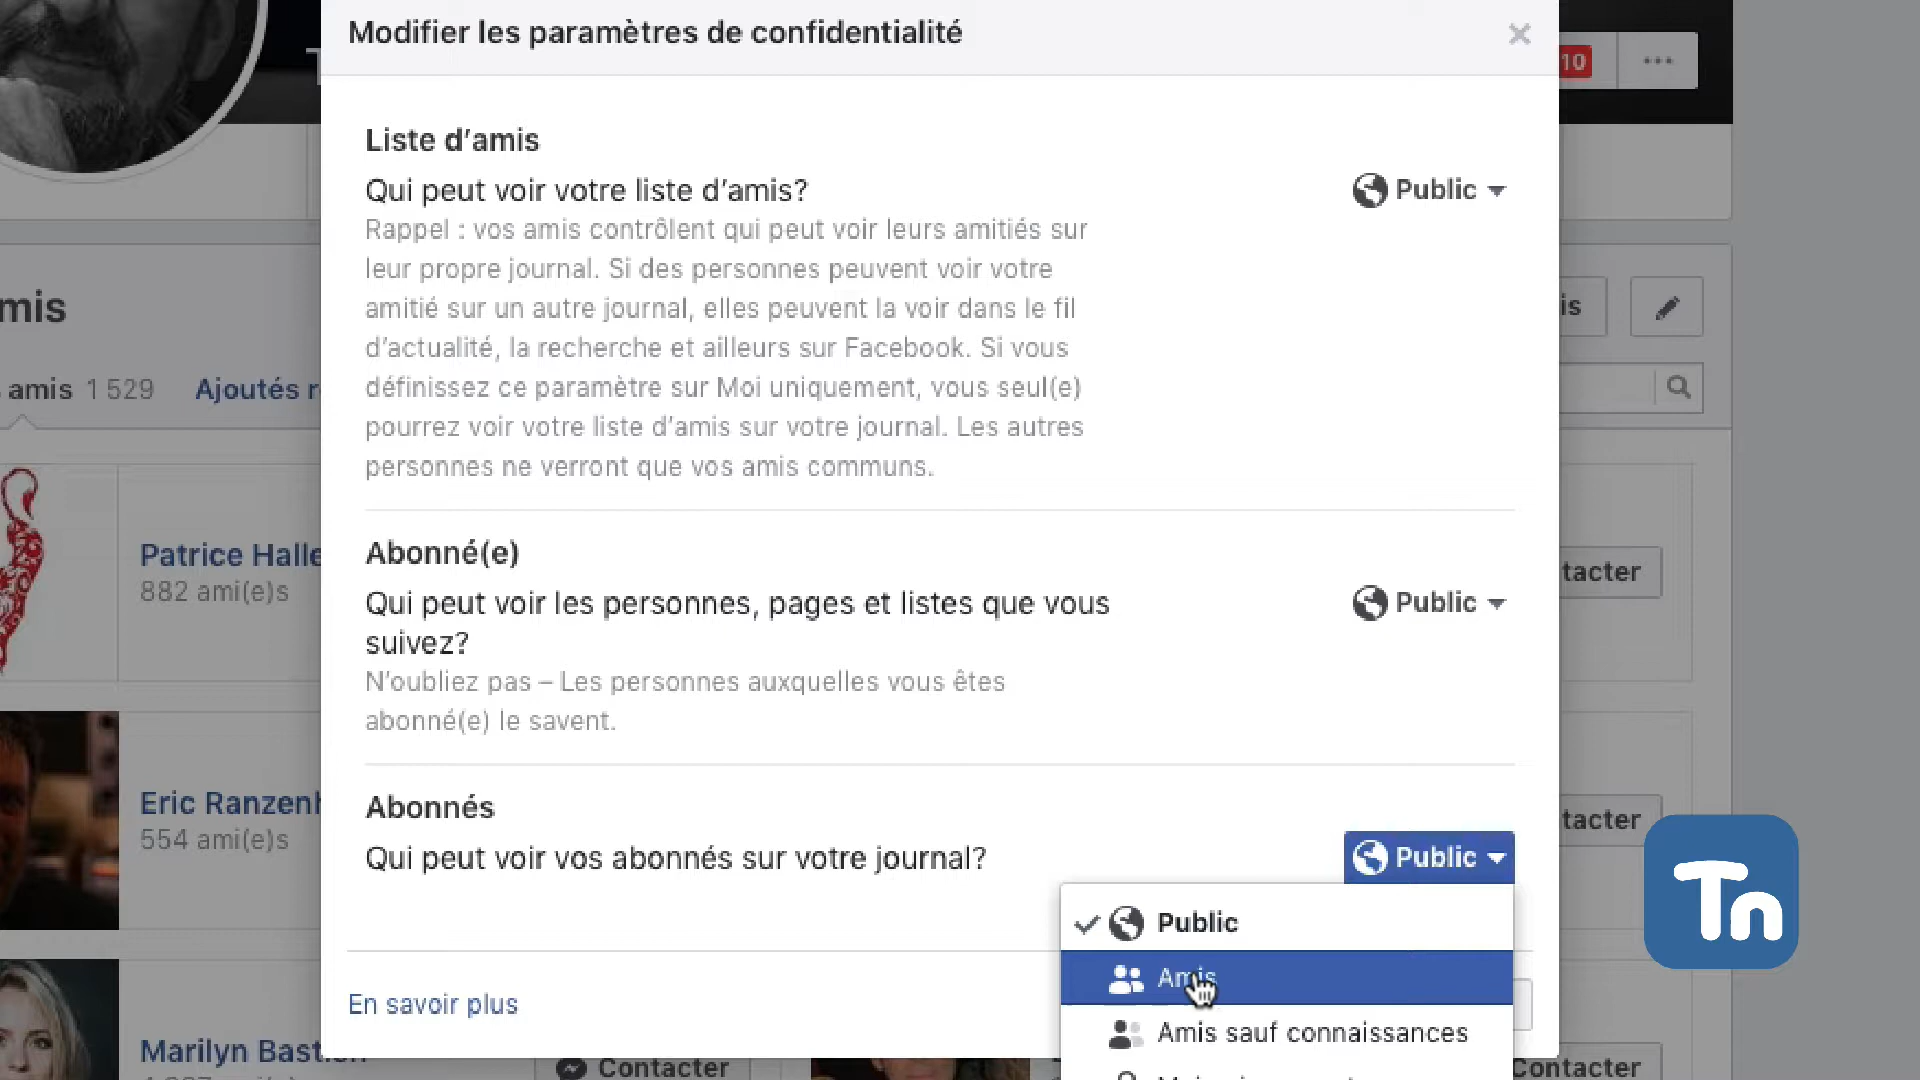 Modifier les paramètres de confidentialité
10
Liste d’amis
Qui peut voir votre liste d’amis?
Public
Rappel : vos amis contrôlent qui peut voir leurs amitiés sur
leur propre journal. Si des personnes peuvent voir votre
amitié sur un autre journal, elles peuvent la voir dans le fil
d’actualité, la recherche et ailleurs sur Facebook. Si vous
définissez ce paramètre sur Moi uniquement, vous seul(e)
pourrez voir votre liste d’amis sur votre journal. Les autres
personnes ne verront que vos amis communs.
amis 1 529
Ajoutés
Abonné(e)
Qui peut voir les personnes, pages et listes que vous
suivez?
Public
N’oubliez pas – Les personnes auxquelles vous êtes
abonné(e) le savent.
Patrice Halle
882 ami(e)s
Abonnés
Qui peut voir vos abonnés sur votre journal?
Public
Eric Ranzenh
554 ami(e)s
Public
Amis
Amis sauf connaissances
En savoir plus
Marilyn
Contacter
Contacter
Tn